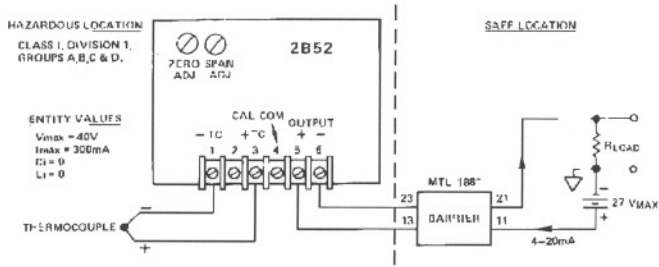 HAZARDOUS LOCATION
CLASS I, DIVISION 1,
GROUPS A,B,C & D.
ZERO ADJ
SPAN ADJ
2B52
SAFE LOCATION
ENTITY VALUES
Vmax = 40V
Imax = 300mA
Ci = 0
Li = 0
CAL COM
OUTPUT
− TC
+ TC
+ −
1 2 3 4 5 6
THERMOCOUPLE
−
+
MTL
BARRIER
23
13
21
11
4–20mA
RLOAD
−
+
27 VMAX